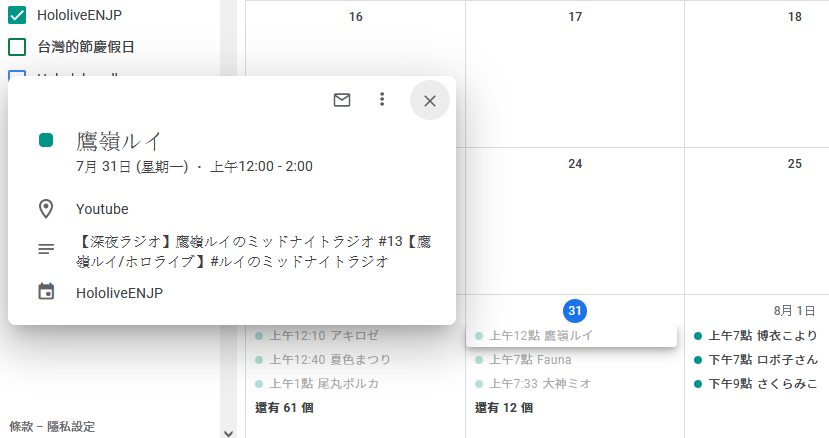 HololiveENJP
台灣的節慶假日
16
17
18
鷹嶺ルイ
7月 31日 (星期一) ・ 上午12:00 - 2:00
Youtube
【深夜ラジオ】鷹嶺ルイのミッドナイトラジオ #13【鷹
嶺ルイ/ホロライブ】#ルイのミッドナイトラジオ
HololiveENJP
24
25
31
8月 1日
上午12:10 アキロゼ
上午12點 鷹嶺ルイ
上午7點 博衣こより
上午12:40 夏色まつり
上午7點 Fauna
下午7點 ロボ子さん
上午1點 尾丸ポルカ
上午7:33 大神ミオ
下午9點 さくらみこ
還有 61 個
還有 12 個
條款 – 隱私設定